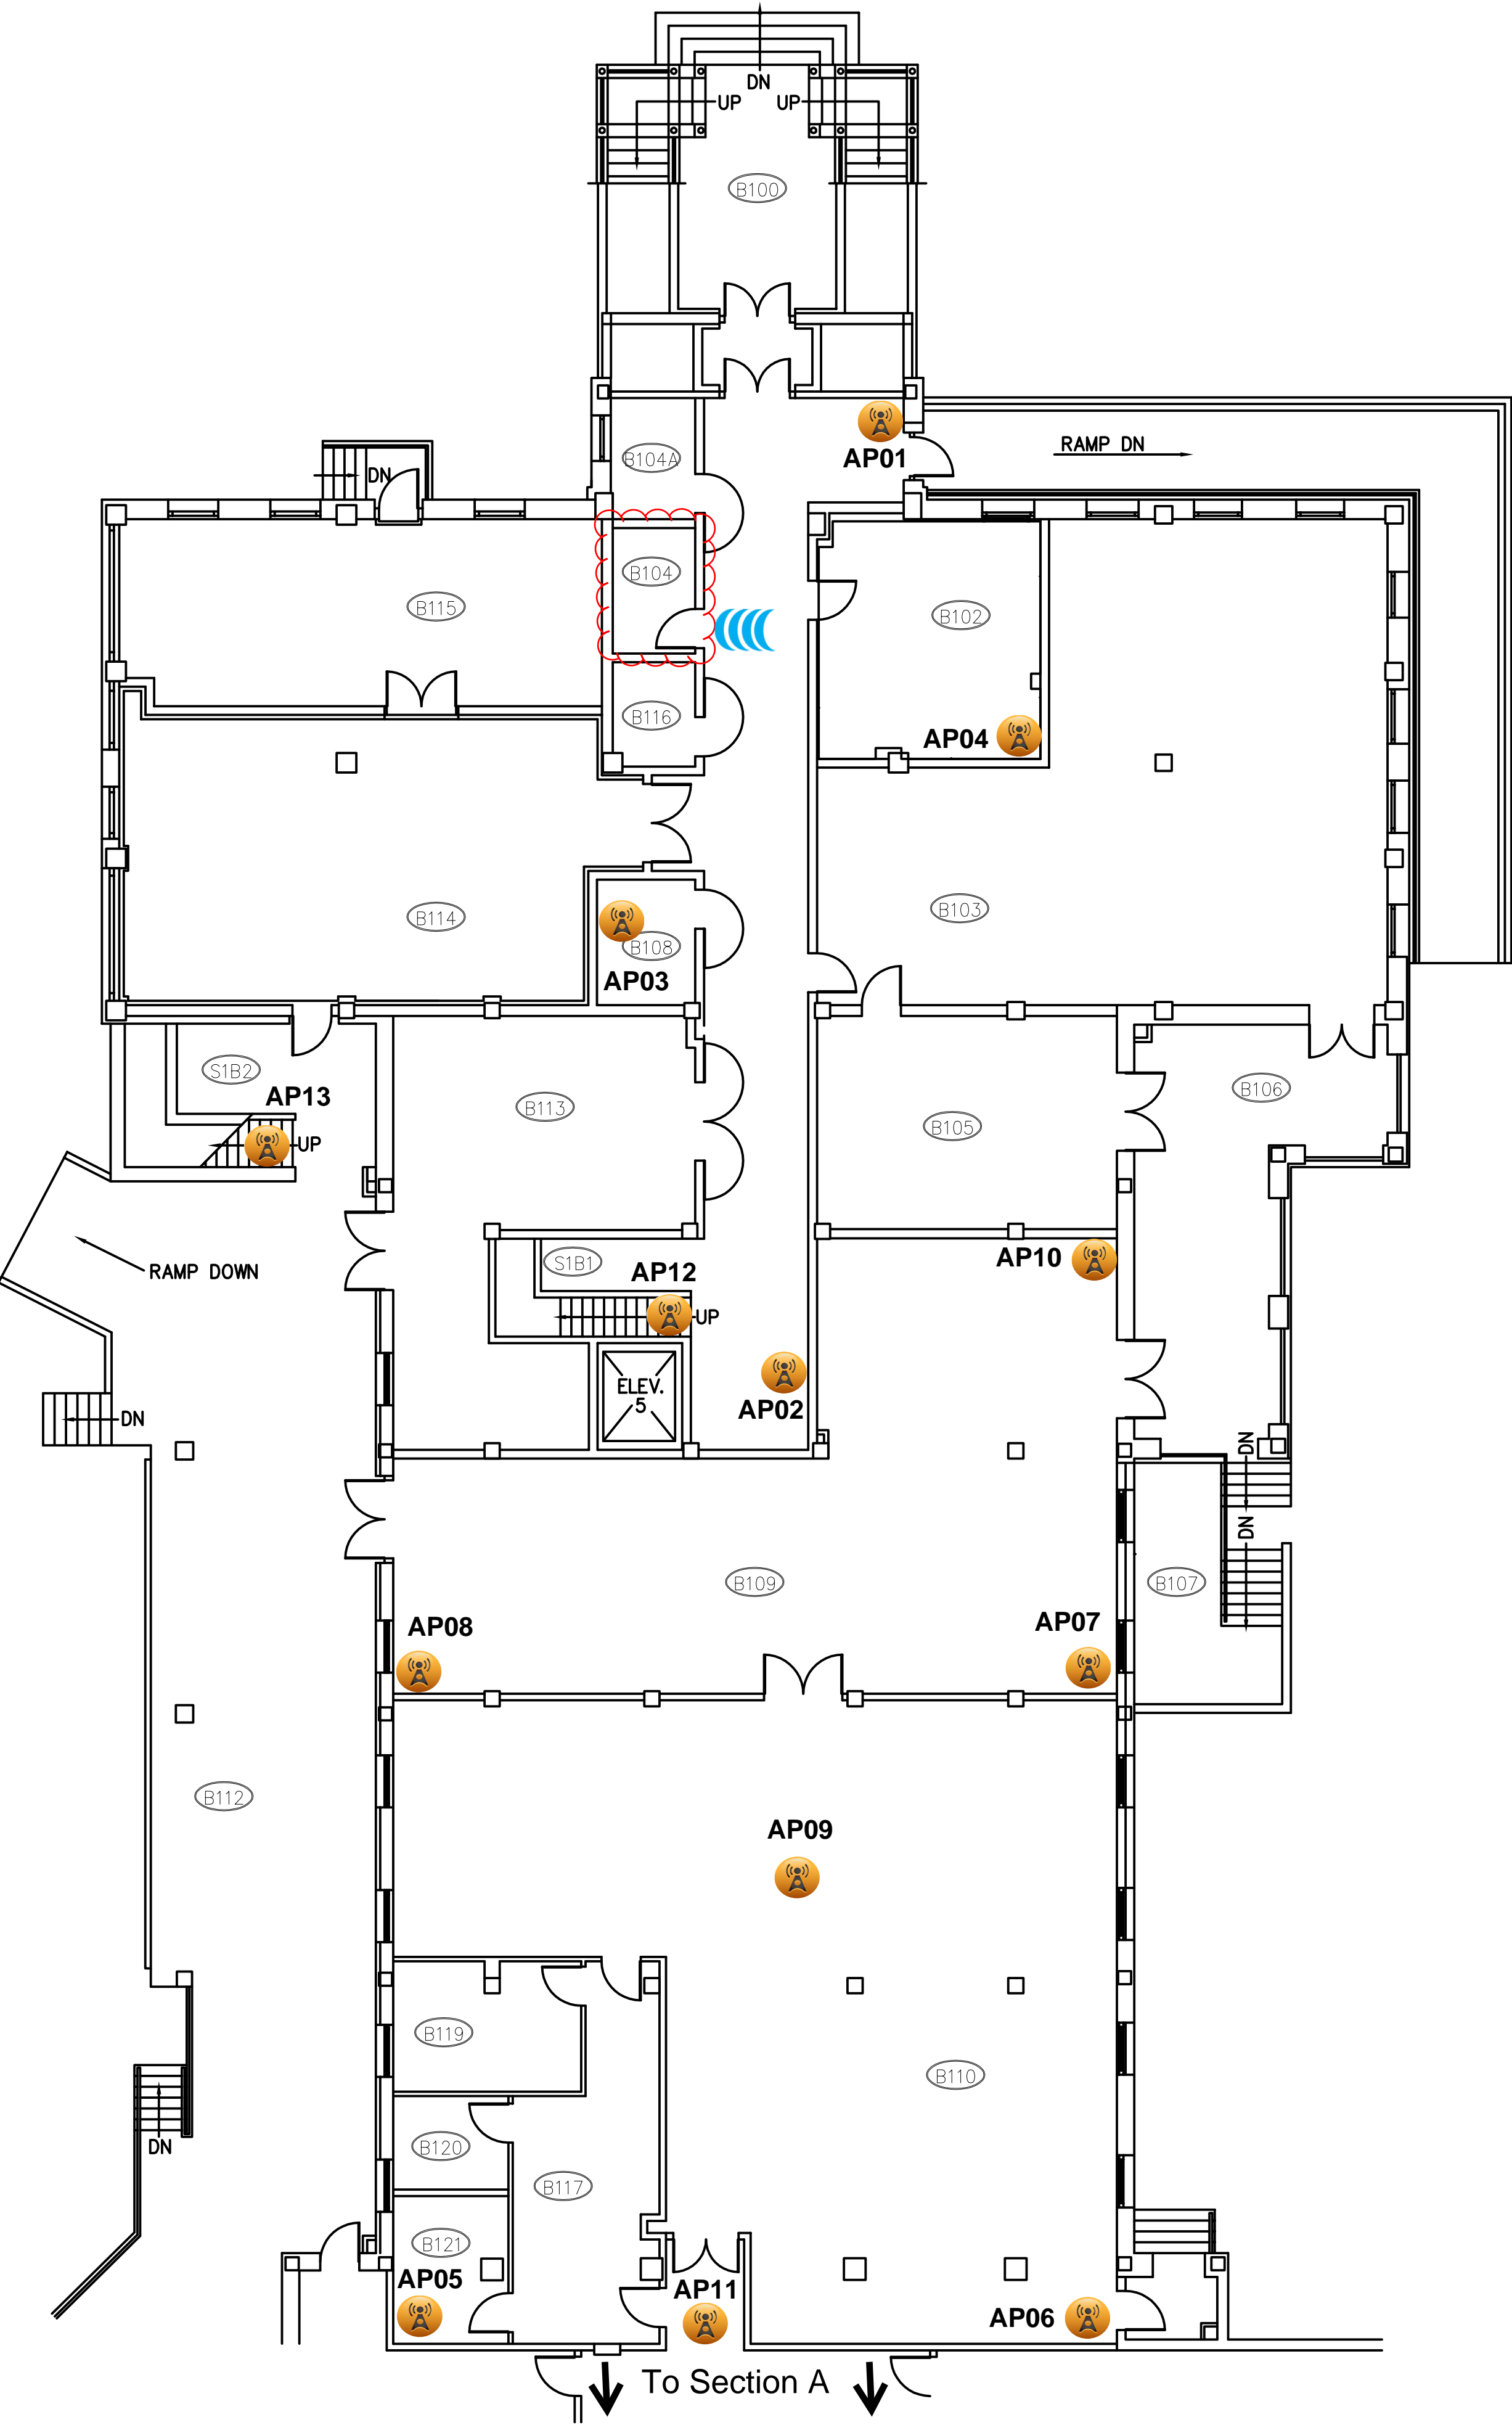 DN
UP
UP
B100
AP01
RAMP DN
B104A
DN
B104
B115
B102
B116
AP04
B114
B103
B108
AP03
S1B2
AP13
UP
B113
B105
B106
RAMP DOWN
S1B1
AP12
UP
AP10
ELEV.
5
AP02
DN
DN
DN
B109
B107
AP08
AP07
B112
AP09
B119
B110
B120
DN
B117
B121
AP05
AP11
AP06
To Section A